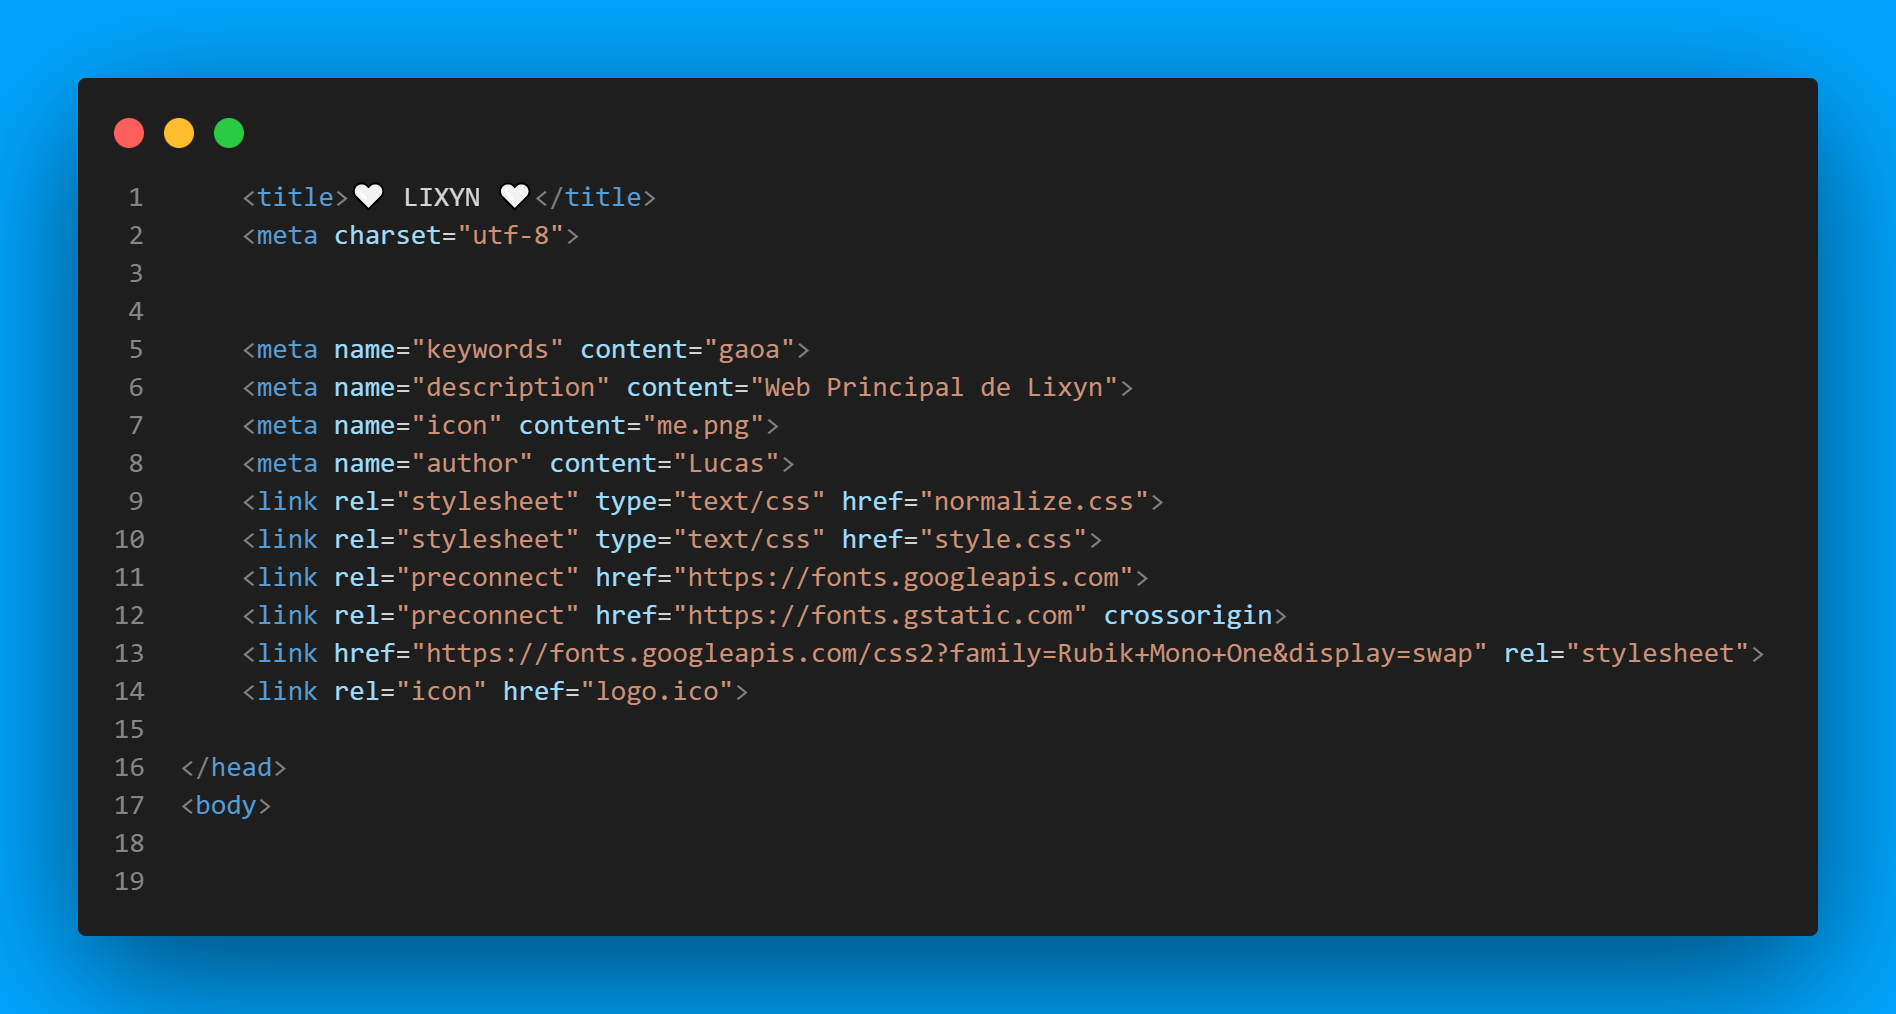 1 <title>🤍 LIXYN 🤍</title>
2 <meta charset="utf-8">
3
4
5 <meta name="keywords" content="gaoa">
6 <meta name="description" content="Web Principal de Lixyn">
7 <meta name="icon" content="me.png">
8 <meta name="author" content="Lucas">
9 <link rel="stylesheet" type="text/css" href="normalize.css">
10 <link rel="stylesheet" type="text/css" href="style.css">
11 <link rel="preconnect" href="https://fonts.googleapis.com">
12 <link rel="preconnect" href="https://fonts.gstatic.com" crossorigin>
13 <link href="https://fonts.googleapis.com/css2?family=Rubik+Mono+One&display=swap" rel="stylesheet">
14 <link rel="icon" href="logo.ico">
15
16 </head>
17 <body>
18
19